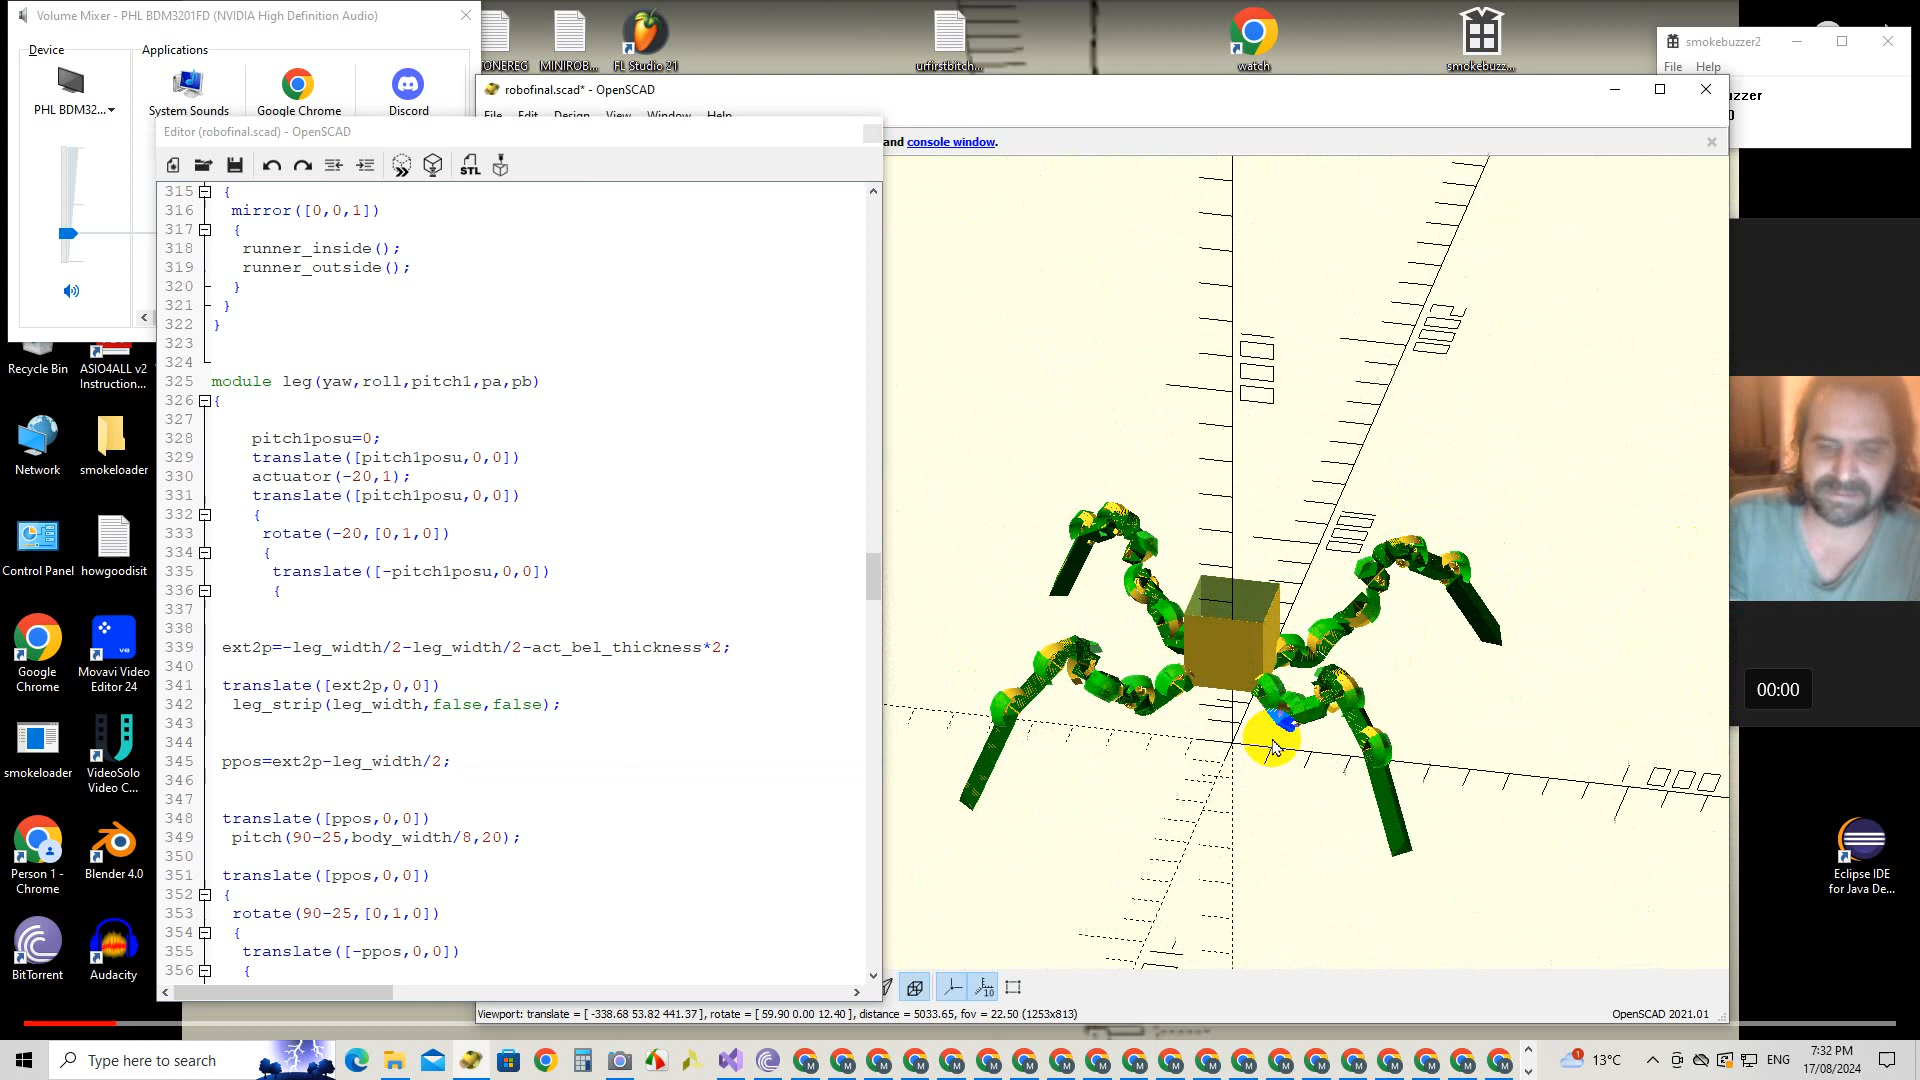 Volume Mixer - PHL BDM3201FD (NVIDIA High Definition Audio)
Device
Applications
PHL BDM32...
System Sounds
Google Chrome
Discord
MINIROB...
FL Studio 21
urfirstbitch...
watch
smokebuzz...
smokebuzzer2
File Help
robofinal.scad* - OpenSCAD
File Edit Design View Window Help
Editor (robofinal.scad) - OpenSCAD
and console window.
STL
315 {
316 mirror([0,0,1])
317 {
318 runner_inside();
319 runner_outside();
320 }
321 }
322 }
323
324
325 module leg(yaw,roll,pitch1,pa,pb)
326 {
327
328 pitch1posu=0;
329 translate([pitch1posu,0,0])
330 actuator(-20,1);
331 translate([pitch1posu,0,0])
332 {
333 rotate(-20,[0,1,0])
334 {
335 translate([-pitch1posu,0,0])
336 {
337
338
339 ext2p=-leg_width/2-leg_width/2-act_bel_thickness*2;
340
341 translate([ext2p,0,0])
342 leg_strip(leg_width,false,false);
343
344
345 ppos=ext2p-leg_width/2;
346
347
348 translate([ppos,0,0])
349 pitch(90-25,body_width/8,20);
350
351 translate([ppos,0,0])
352 {
353 rotate(90-25,[0,1,0])
354 {
355 translate([-ppos,0,0])
356 {
Recycle Bin
ASIO4ALL v2 Instruction...
Network
smokeloader
Control Panel
howgoodisit
Google Chrome
Movavi Video Editor 24
smokeloader
VideoSolo Video C...
Person 1 - Chrome
Blender 4.0
BitTorrent
Audacity
00:00
Eclipse IDE for Java De...
10
Viewport: translate = [ -338.68 53.82 441.37 ], rotate = [ 59.90 0.00 12.40 ], distance = 5033.65, fov = 22.50 (1253x813)
OpenSCAD 2021.01
Type here to search
13°C
ENG
7:32 PM
17/08/2024